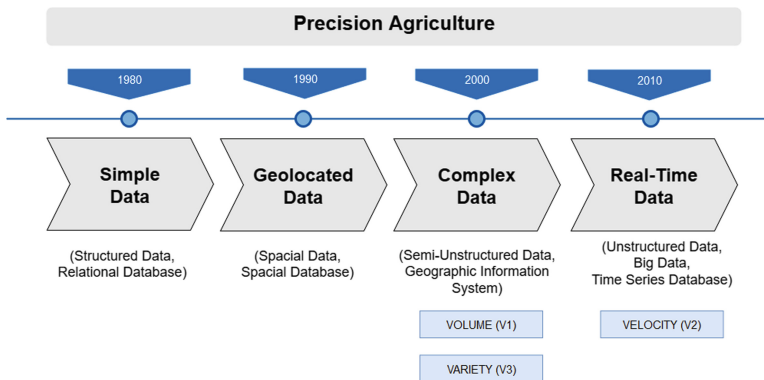 Precision Agriculture
1980
1990
2000
2010
Simple
Data
Geolocated
Data
Complex
Data
Real-Time
Data
(Structured Data,
Relational Database)
(Spacial Data,
Spacial Database)
(Semi-Unstructured Data,
Geographic Information
System)
(Unstructured Data,
Big Data,
Time Series Database)
VOLUME (V1)
VELOCITY (V2)
VARIETY (V3)